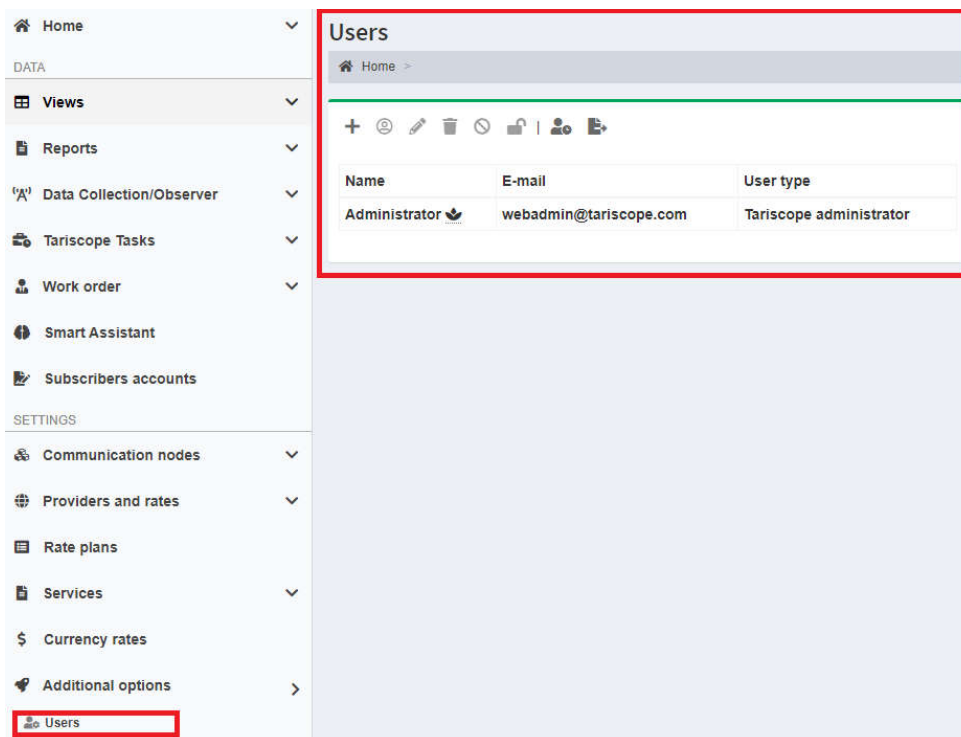 Home
DATA
Views
Reports
Data Collection/Observer
Tariscope Tasks
Work order
Smart Assistant
Subscribers accounts
SETTINGS
Communication nodes
Providers and rates
Rate plans
Services
Currency rates
Additional options
Users
Users
Home >
Name E-mail User type
Administrator webadmin@tariscope.com Tariscope administrator